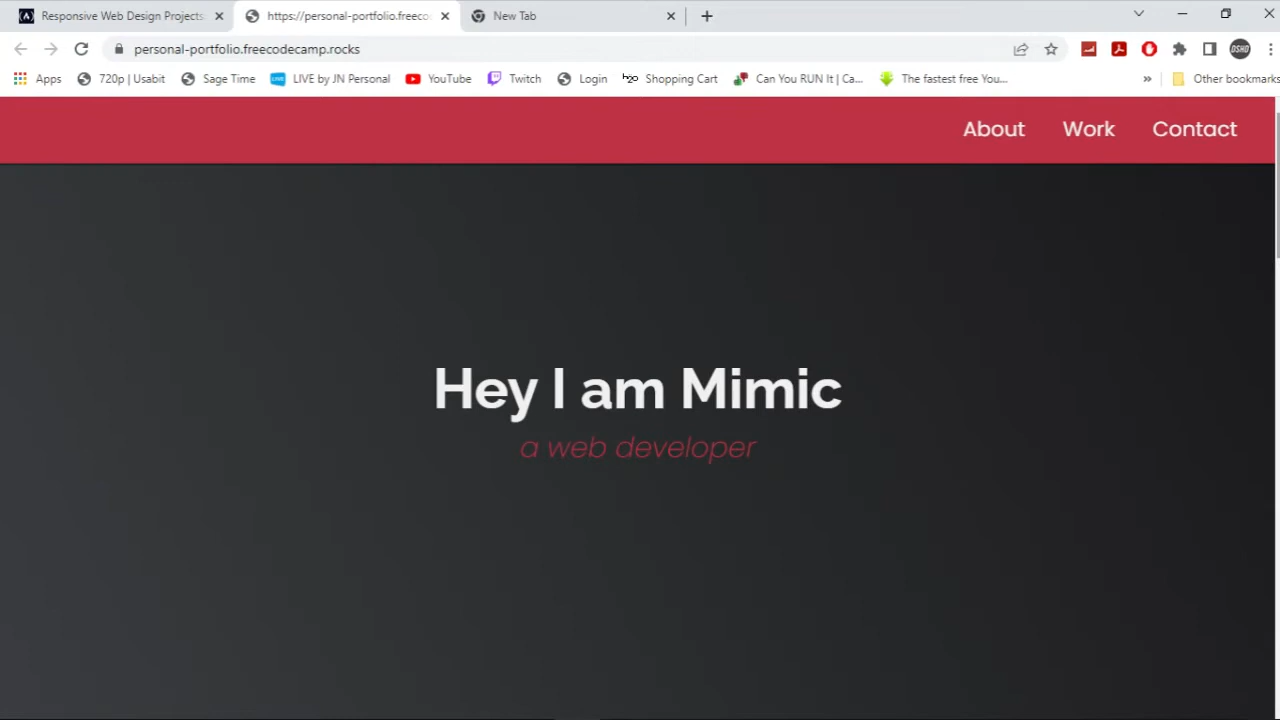 Responsive Web Design Projects:
https://personal-portfolio.freeco
New Tab
personal-portfolio.freecodecamp.rocks
DSHD
Apps
720p | Usabit
Sage Time
LIVE by JN Personal
YouTube
Twitch
Login
Shopping Cart
Can You RUN It | Ca...
The fastest free You...
»
Other bookmarks
About
Work
Contact
Hey I am Mimic
a web developer